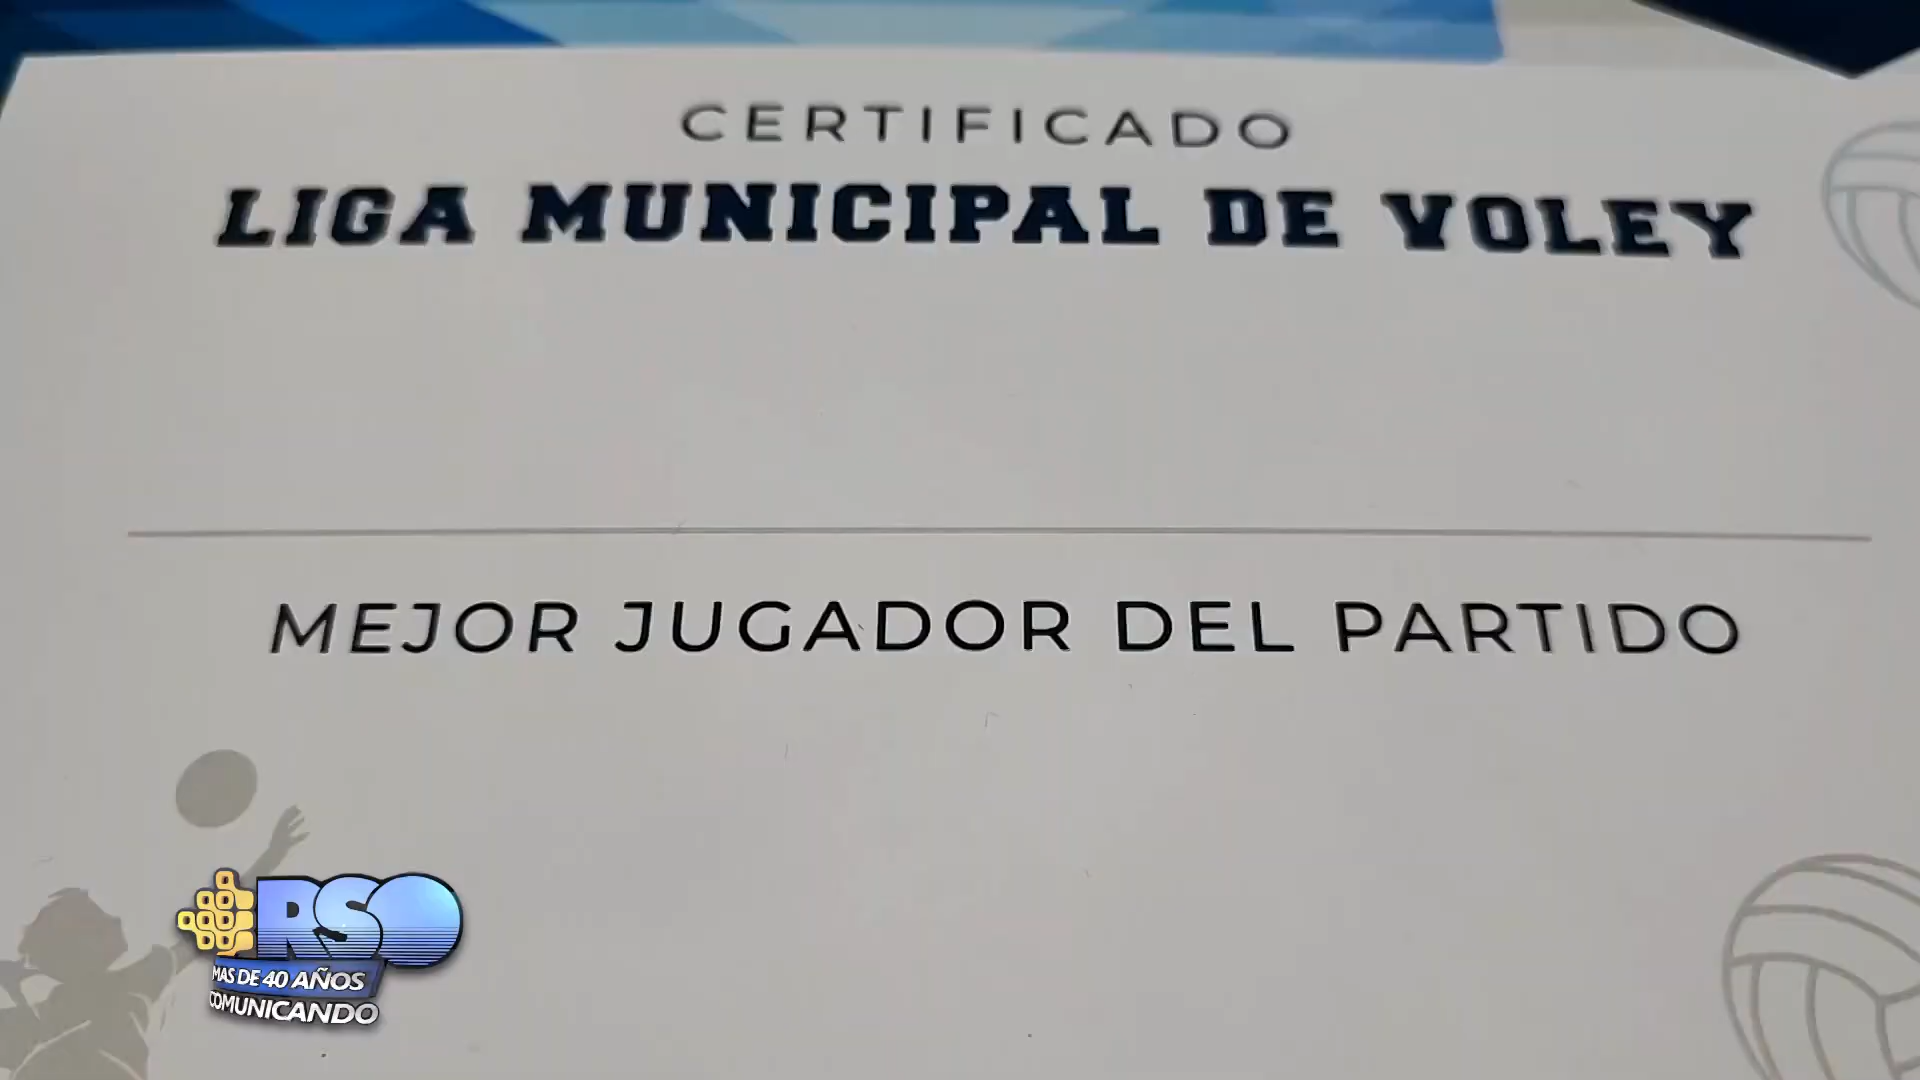 CERTIFICADO
LIGA MUNICIPAL DE VOLEY
MEJOR JUGADOR DEL PARTIDO
RSO
MAS DE 40 AÑOS
COMUNICANDO